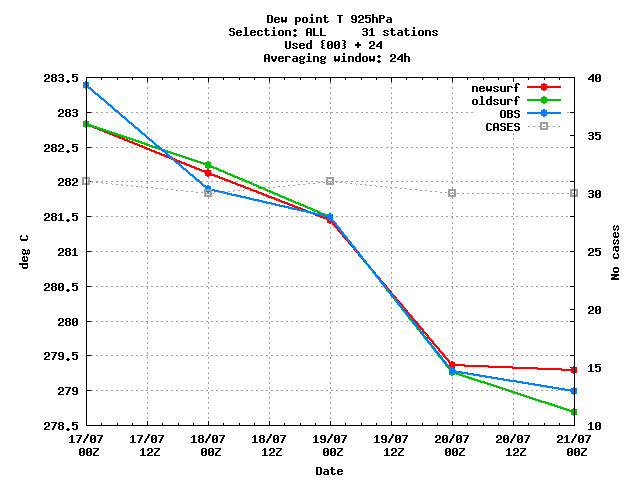 Dew point T 925hPa
Selection: ALL 31 stations
Used {00} + 24
Averaging window: 24h
newsurf
oldsurf
OBS
CASES
283.5
283
282.5
282
281.5
281
280.5
280
279.5
279
278.5
deg C
40
35
30
25
20
15
10
No cases
17/07 17/07 18/07 18/07 19/07 19/07 20/07 20/07 21/07
00Z 12Z 00Z 12Z 00Z 12Z 00Z 12Z 00Z
Date